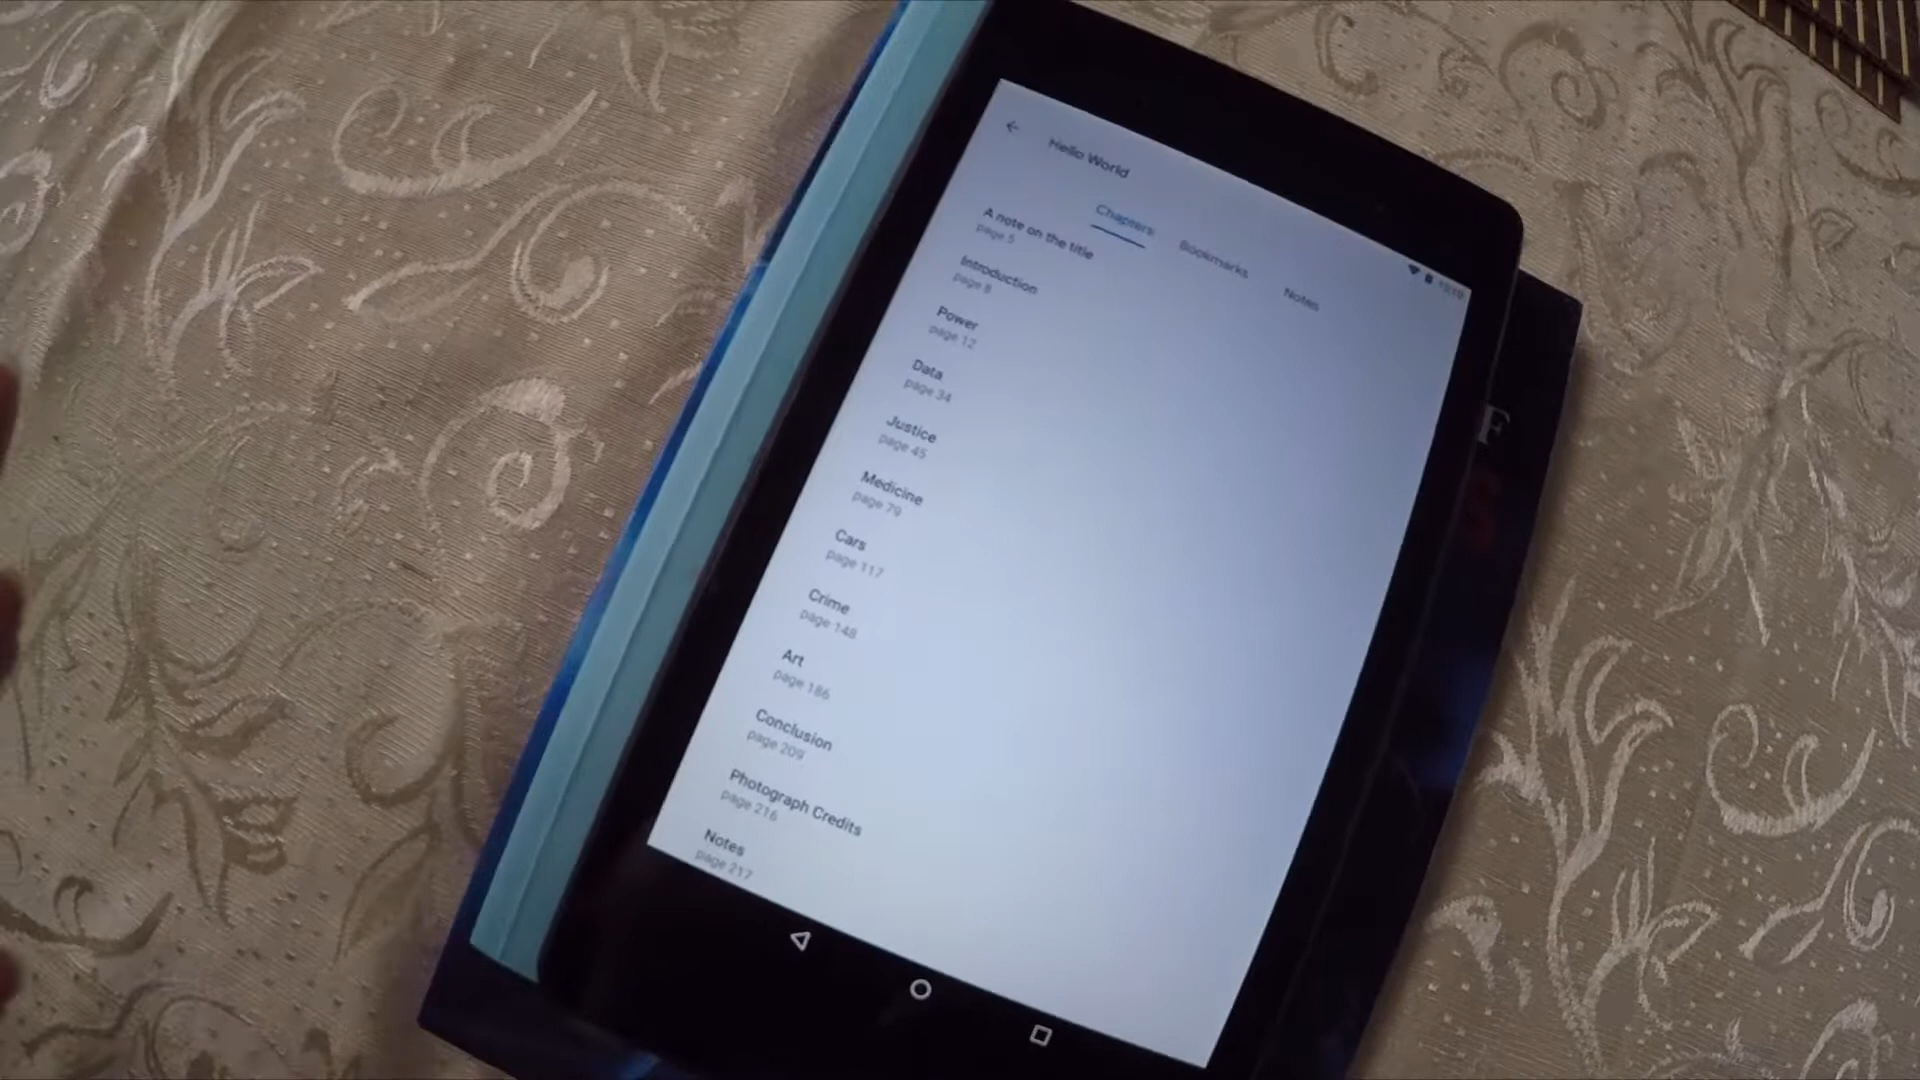 Hello World
Chapters
Bookmarks
Notes
A note on the title
page 5
Introduction
page 8
Power
page 12
Data
page 34
Justice
page 45
Medicine
page 79
Cars
page 117
Crime
page 148
Art
page 186
Conclusion
page 209
Photograph Credits
page 216
Notes
page 217
F
S